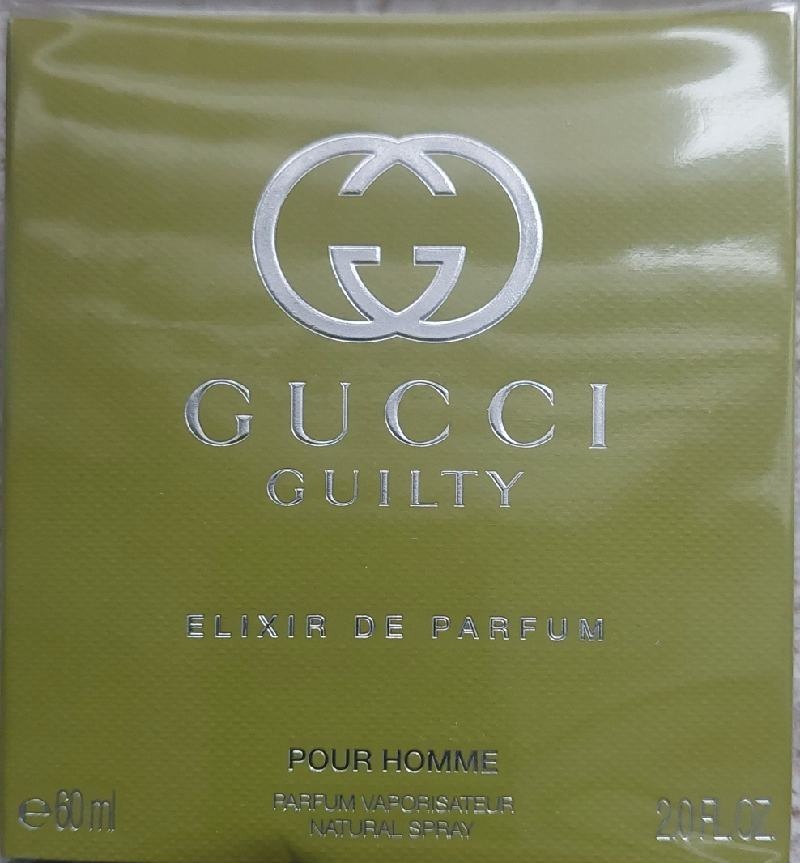 GUCCI
GUILTY
ELIXIR DE PARFUM
POUR HOMME
PARFUM VAPORISATEUR
NATURAL SPRAY
℮60 ml
2.0 FL.OZ.